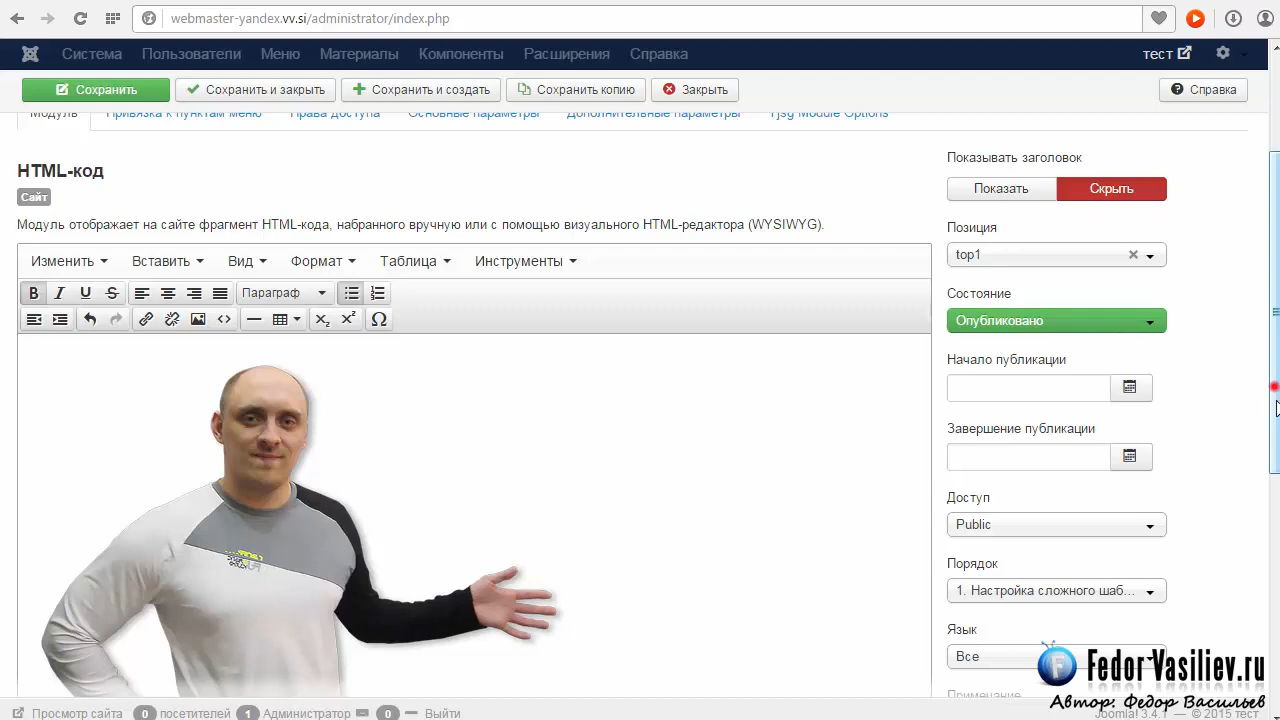 webmaster-yandex.vv.si/administrator/index.php
Система Пользователи Меню Материалы Компоненты Расширения Справка тест
Сохранить Сохранить и закрыть Сохранить и создать Сохранить копию Закрыть Справка
Модуль Привязка к пунктам меню Права доступа Основные параметры Дополнительные параметры Tjsg Module Options
HTML-код
Сайт
Модуль отображает на сайте фрагмент HTML-кода, набранного вручную или с помощью визуального HTML-редактора (WYSIWYG).
Изменить Вставить Вид Формат Таблица Инструменты
B I U S Параграф
Показывать заголовок
Показать Скрыть
Позиция
top1
Состояние
Опубликовано
Начало публикации
Завершение публикации
Доступ
Public
Порядок
1. Настройка сложного шаб...
Язык
Все
Примечание
FedorVasiliev.ru
Автор: Федор Васильев
Просмотр сайта 0 посетителей 1 Администратор 0 Выйти
Joomla! 3.4.1 — © 2015 тест